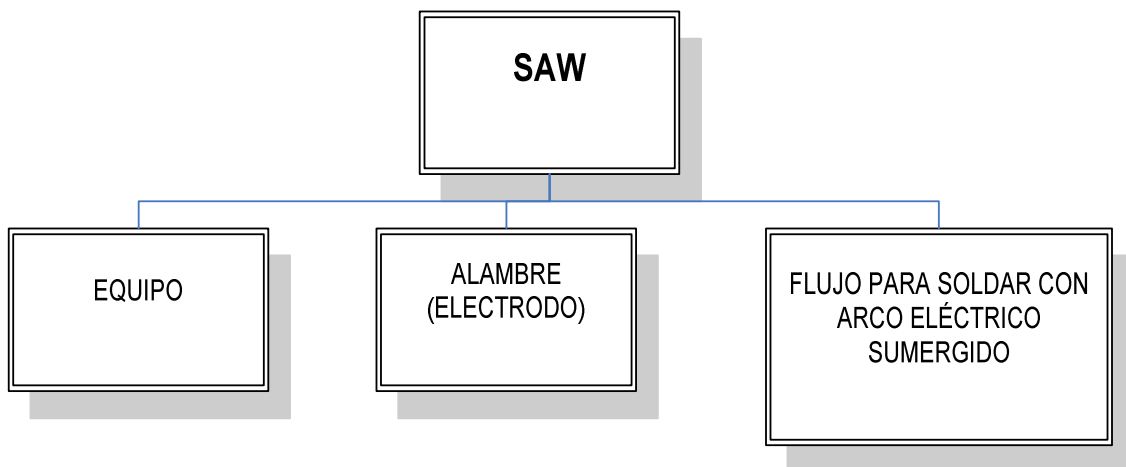 SAW
EQUIPO
ALAMBRE
(ELECTRODO)
FLUJO PARA SOLDAR CON
ARCO ELÉCTRICO
SUMERGIDO